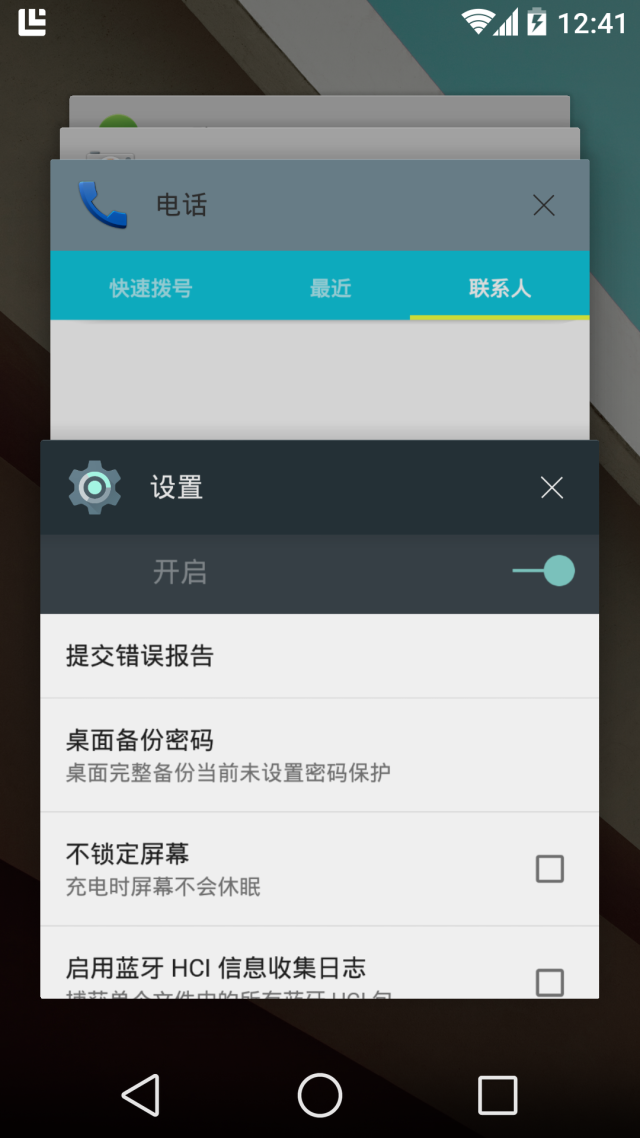 12:41
电话
快速拨号 最近 联系人
设置
开启
提交错误报告
桌面备份密码
桌面完整备份当前未设置密码保护
不锁定屏幕
充电时屏幕不会休眠
启用蓝牙 HCI 信息收集日志